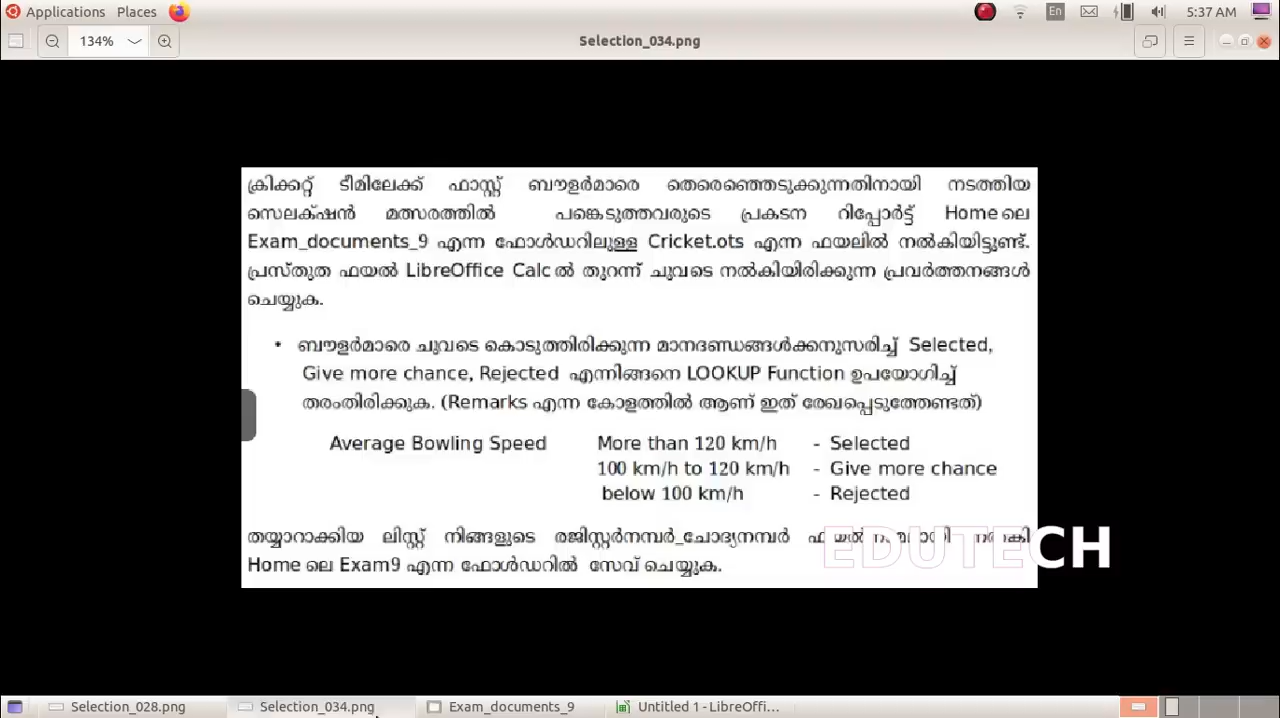 Applications Places En 5:37 AM
134% Selection_034.png
ക്രിക്കറ്റ് ടീമിലേക്ക് ഫാസ്റ്റ് ബൗളർമാരെ തെരെഞ്ഞെടുക്കുന്നതിനായി നടത്തിയ
സെലക്ഷൻ മത്സരത്തിൽ പങ്കെടുത്തവരുടെ പ്രകടന റിപ്പോർട്ട് Home ലെ
Exam_documents_9 എന്ന ഫോൾഡറിലുള്ള Cricket.ots എന്ന ഫയലിൽ നൽകിയിട്ടുണ്ട്.
പ്രസ്തുത ഫയൽ LibreOffice Calc ൽ തുറന്ന് ചുവടെ നൽകിയിരിക്കുന്ന പ്രവർത്തനങ്ങൾ
ചെയ്യുക.
• ബൗളർമാരെ ചുവടെ കൊടുത്തിരിക്കുന്ന മാനദണ്ഡങ്ങൾക്കനുസരിച്ച് Selected,
Give more chance, Rejected എന്നിങ്ങനെ LOOKUP Function ഉപയോഗിച്ച്
തരംതിരിക്കുക. (Remarks എന്ന കോളത്തിൽ ആണ് ഇത് രേഖപ്പെടുത്തേണ്ടത്)
Average Bowling Speed More than 120 km/h - Selected
100 km/h to 120 km/h - Give more chance
below 100 km/h - Rejected
തയ്യാറാക്കിയ ലിസ്റ്റ് നിങ്ങളുടെ രജിസ്റ്റർനമ്പർ_ചോദ്യനമ്പർ
EDUTECH
Home ലെ Exam9 എന്ന ഫോൾഡറിൽ സേവ് ചെയ്യുക.
Selection_028.png Selection_034.png Exam_documents_9 Untitled 1 - LibreOffi...